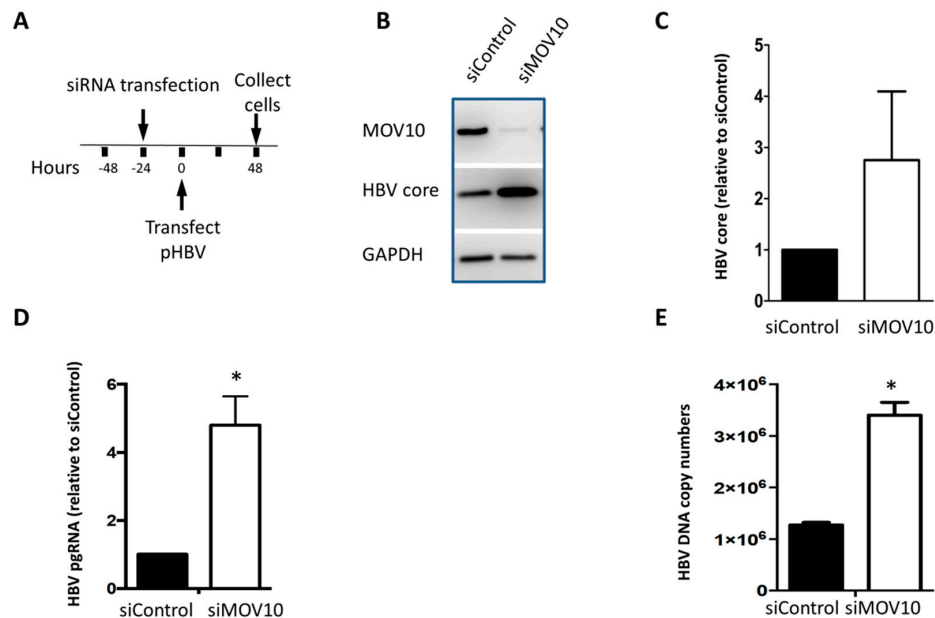 A
siRNA transfection
Collect
cells
Hours
-48
-24
0
48
Transfect
pHBV
B
siControl
siMOV10
MOV10
HBV core
GAPDH
C
HBV core (relative to siControl)
5
4
3
2
1
0
siControl
siMOV10
D
HBV pgRNA (relative to siControl)
6
4
2
0
*
siControl
siMOV10
E
HBV DNA copy numbers
4×10⁶
3×10⁶
2×10⁶
1×10⁶
0
*
siControl
siMOV10